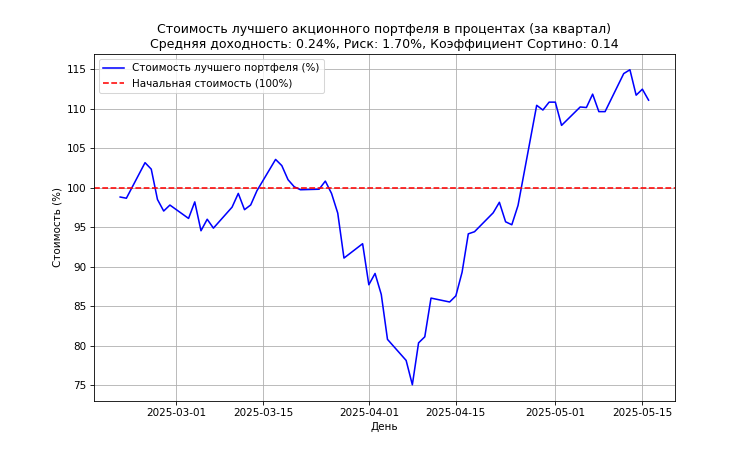 Стоимость лучшего акционного портфеля в процентах (за квартал)
Средняя доходность: 0.24%, Риск: 1.70%, Коэффициент Сортино: 0.14
Стоимость лучшего портфеля (%)
Начальная стоимость (100%)
Стоимость (%)
115
110
105
100
95
90
85
80
75
2025-03-01 2025-03-15 2025-04-01 2025-04-15 2025-05-01 2025-05-15
День